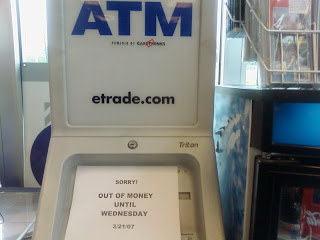 ATM
POWERED BY CARDTRONICS
etrade.com
Triton
SORRY!
OUT OF MONEY
UNTIL
WEDNESDAY
3/21/07